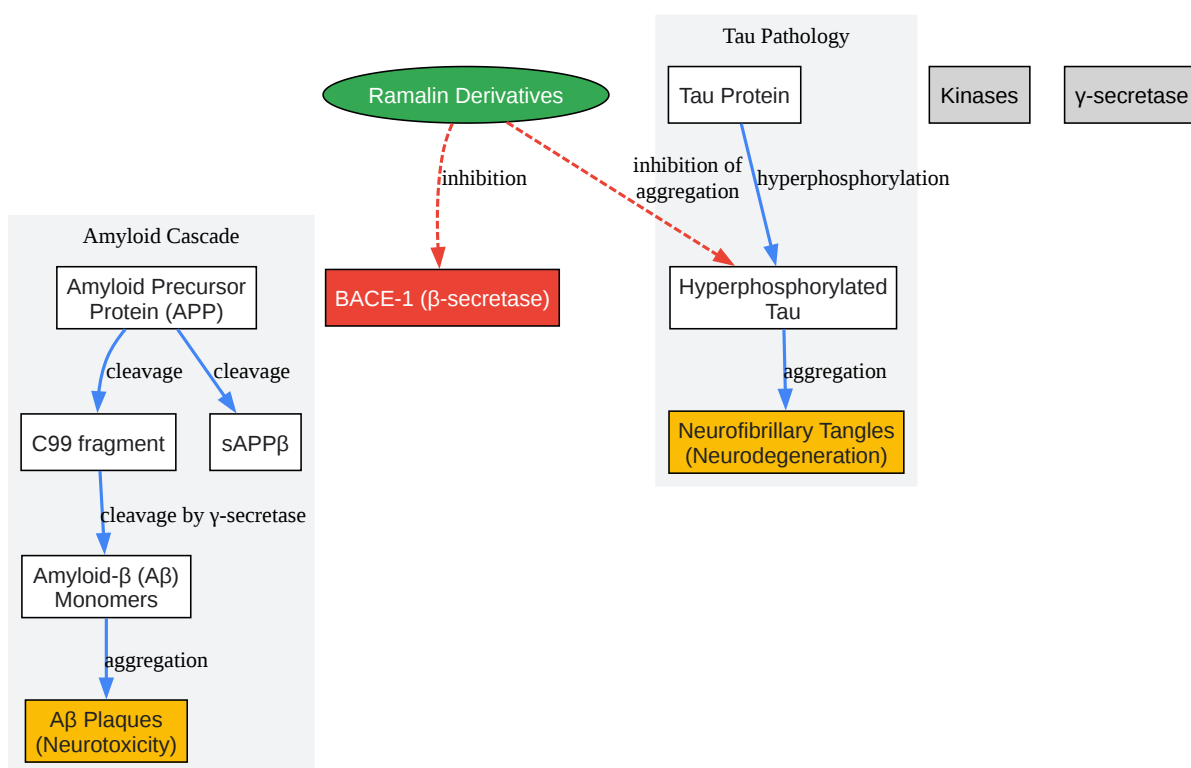 Tau Pathology
Ramalin Derivatives
Tau Protein
Kinases
γ-secretase
inhibition
inhibition of
aggregation
hyperphosphorylation
Amyloid Cascade
Amyloid Precursor
Protein (APP)
BACE-1 (β-secretase)
Hyperphosphorylated
Tau
cleavage
cleavage
aggregation
C99 fragment
sAPPβ
Neurofibrillary Tangles
(Neurodegeneration)
cleavage by γ-secretase
Amyloid-β (Aβ)
Monomers
aggregation
Aβ Plaques
(Neurotoxicity)